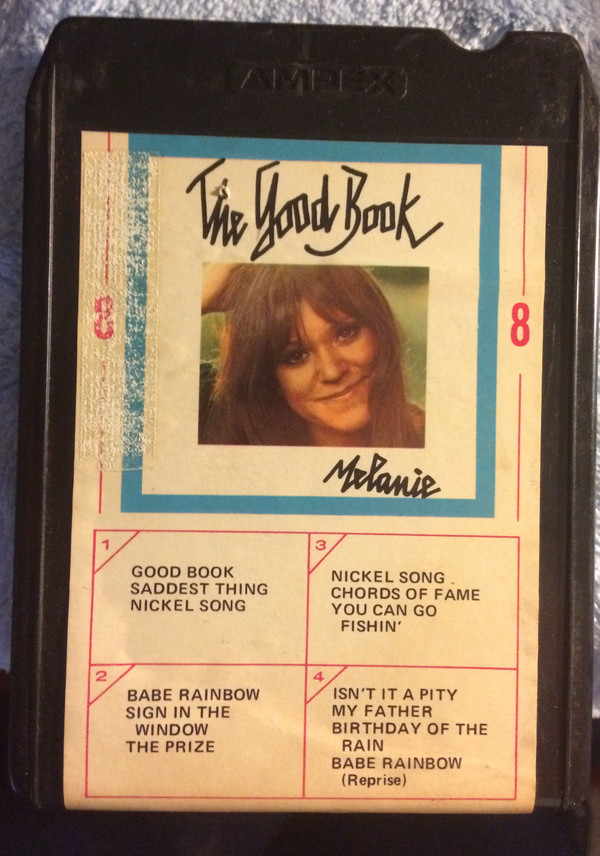 AMPEX
The Good Book
8
8
Melanie
1
GOOD BOOK
SADDEST THING
NICKEL SONG
3
NICKEL SONG
CHORDS OF FAME
YOU CAN GO
FISHIN'
2
BABE RAINBOW
SIGN IN THE
WINDOW
THE PRIZE
4
ISN'T IT A PITY
MY FATHER
BIRTHDAY OF THE
RAIN
BABE RAINBOW
(Reprise)